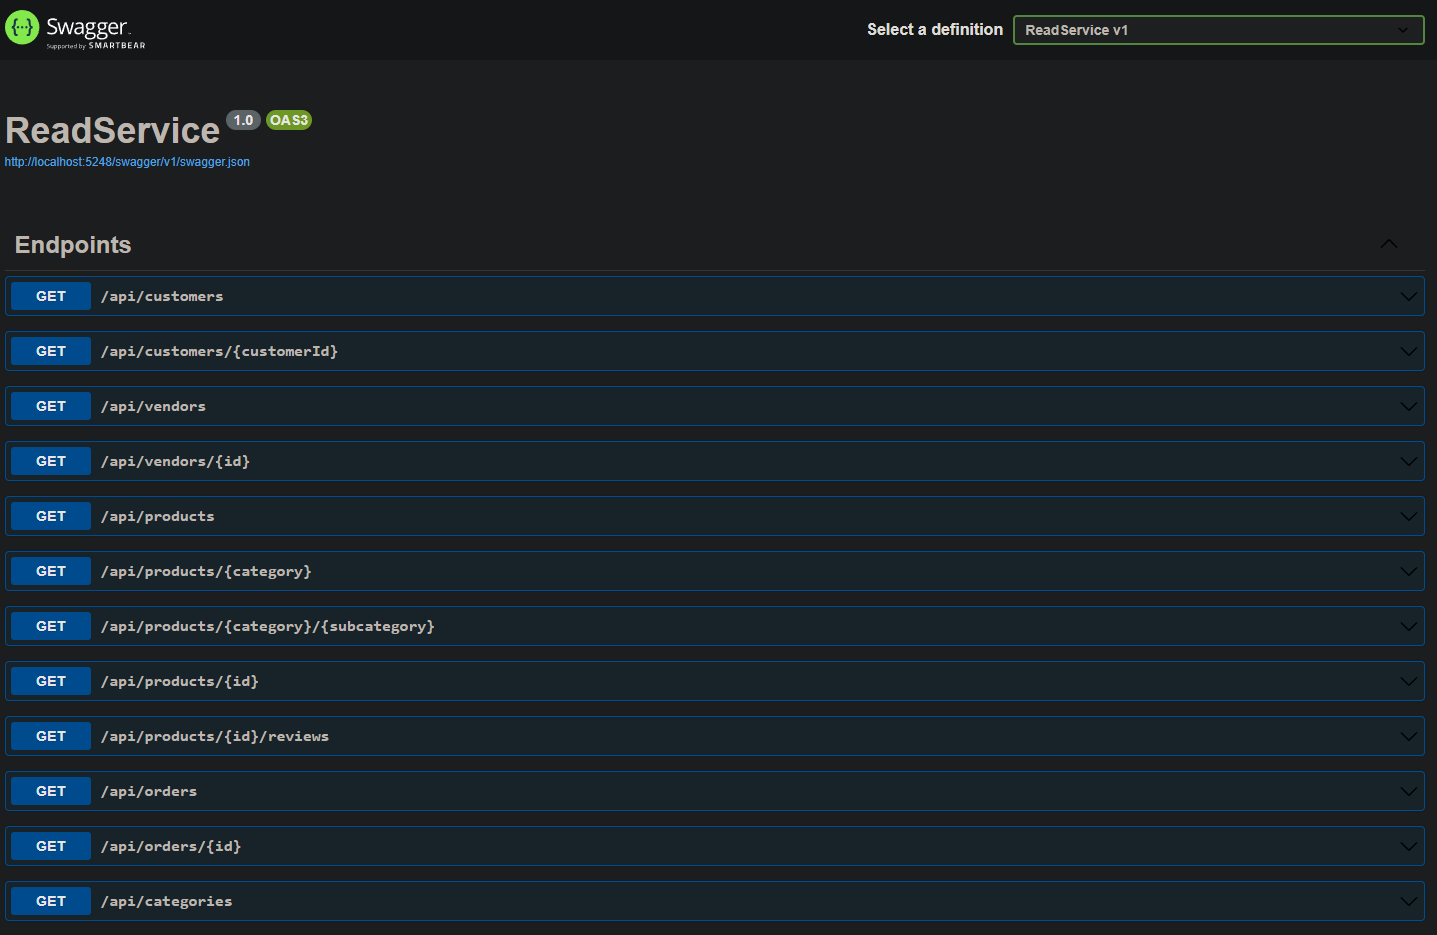 Swagger
Supported by SMARTBEAR
Select a definition
ReadService v1
ReadService 1.0 OAS3
http://localhost:5248/swagger/v1/swagger.json
Endpoints
GET /api/customers
GET /api/customers/{customerId}
GET /api/vendors
GET /api/vendors/{id}
GET /api/products
GET /api/products/{category}
GET /api/products/{category}/{subcategory}
GET /api/products/{id}
GET /api/products/{id}/reviews
GET /api/orders
GET /api/orders/{id}
GET /api/categories